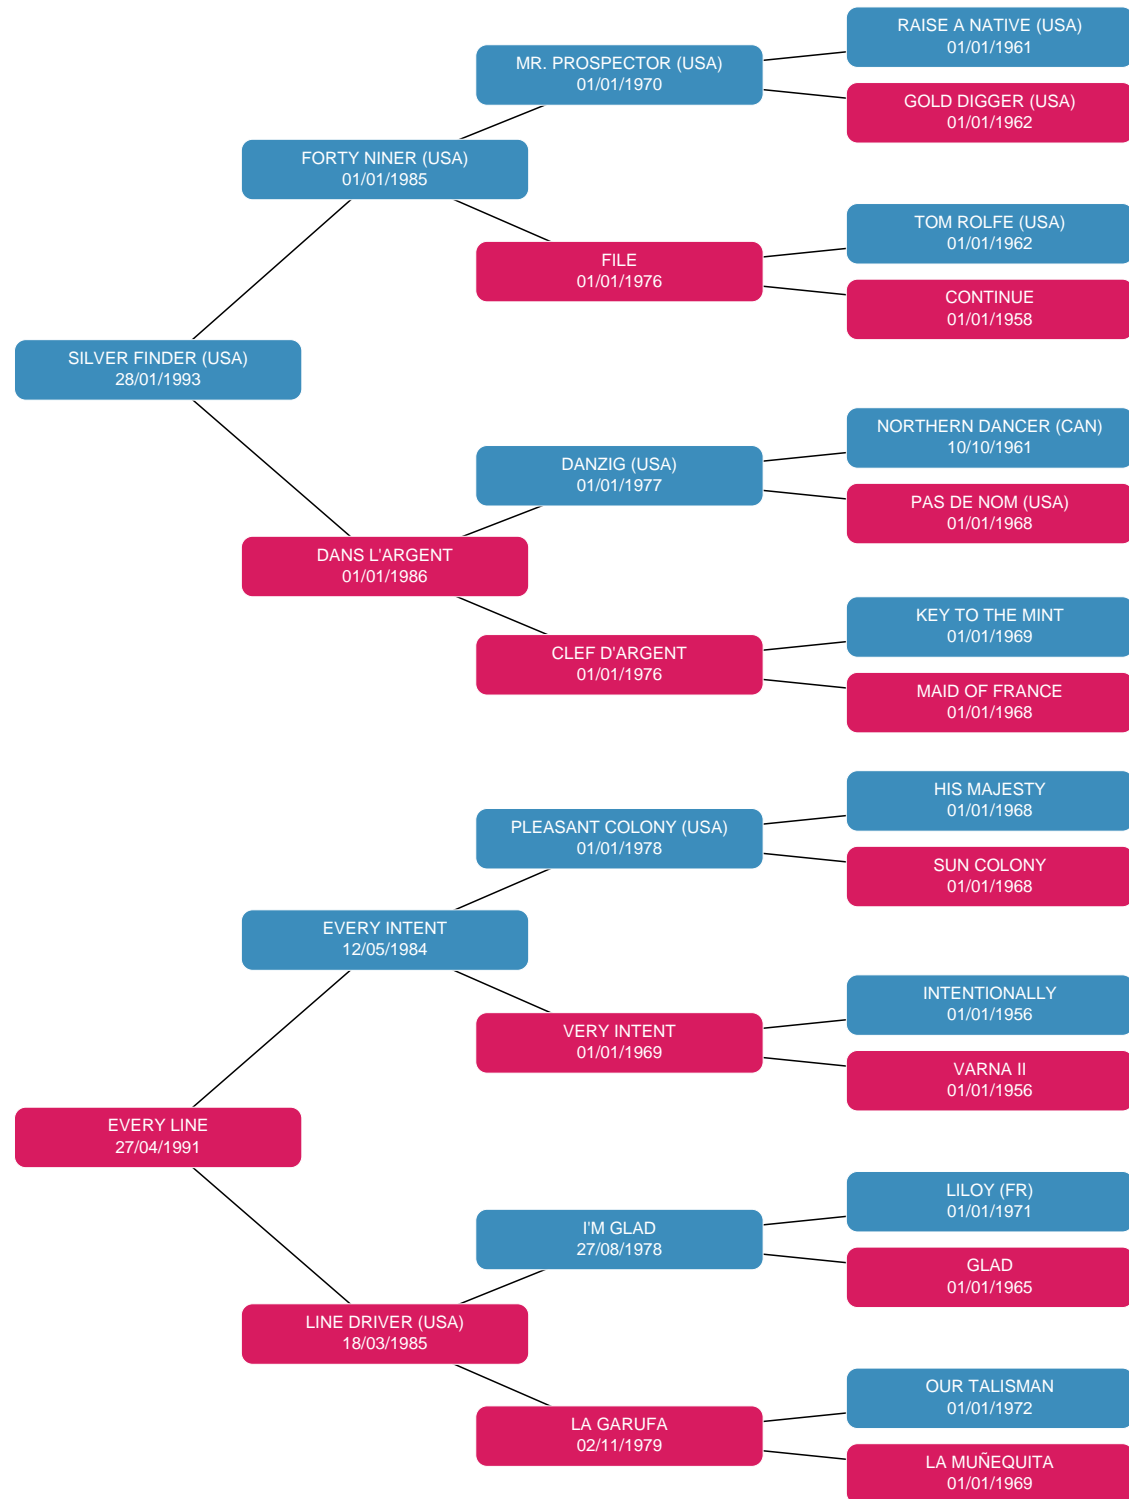 RAISE A NATIVE (USA)
01/01/1961
MR. PROSPECTOR (USA)
01/01/1970
GOLD DIGGER (USA)
01/01/1962
FORTY NINER (USA)
01/01/1985
TOM ROLFE (USA)
01/01/1962
FILE
01/01/1976
CONTINUE
01/01/1958
SILVER FINDER (USA)
28/01/1993
NORTHERN DANCER (CAN)
10/10/1961
DANZIG (USA)
01/01/1977
PAS DE NOM (USA)
01/01/1968
DANS L'ARGENT
01/01/1986
KEY TO THE MINT
01/01/1969
CLEF D'ARGENT
01/01/1976
MAID OF FRANCE
01/01/1968
HIS MAJESTY
01/01/1968
PLEASANT COLONY (USA)
01/01/1978
SUN COLONY
01/01/1968
EVERY INTENT
12/05/1984
INTENTIONALLY
01/01/1956
VERY INTENT
01/01/1969
VARNA II
01/01/1956
EVERY LINE
27/04/1991
LILOY (FR)
01/01/1971
I'M GLAD
27/08/1978
GLAD
01/01/1965
LINE DRIVER (USA)
18/03/1985
OUR TALISMAN
01/01/1972
LA GARUFA
02/11/1979
LA MUÑEQUITA
01/01/1969